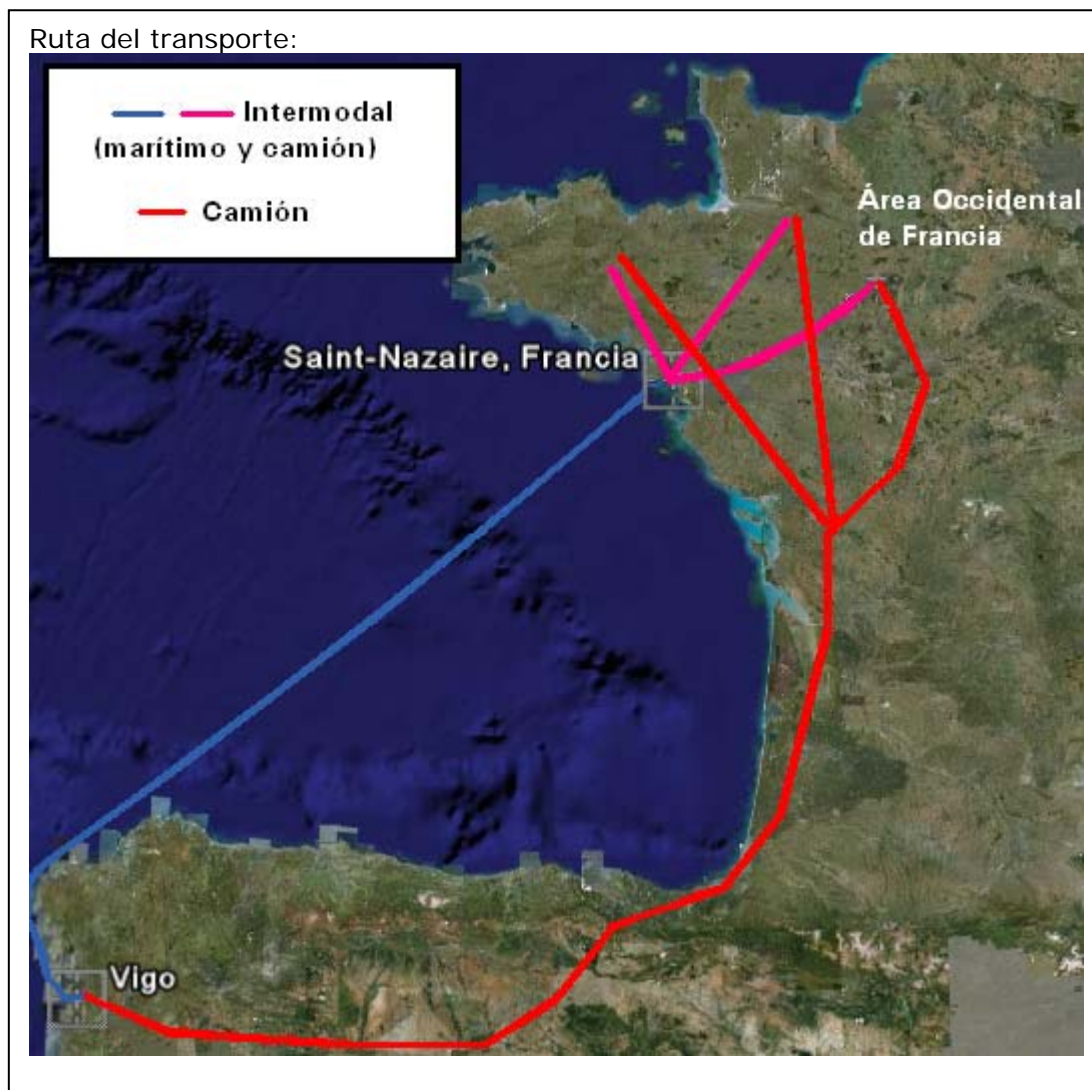 Ruta del transporte:
Intermodal
(marítimo y camión)
Camión
Área Occidental
de Francia
Saint-Nazaire, Francia
Vigo